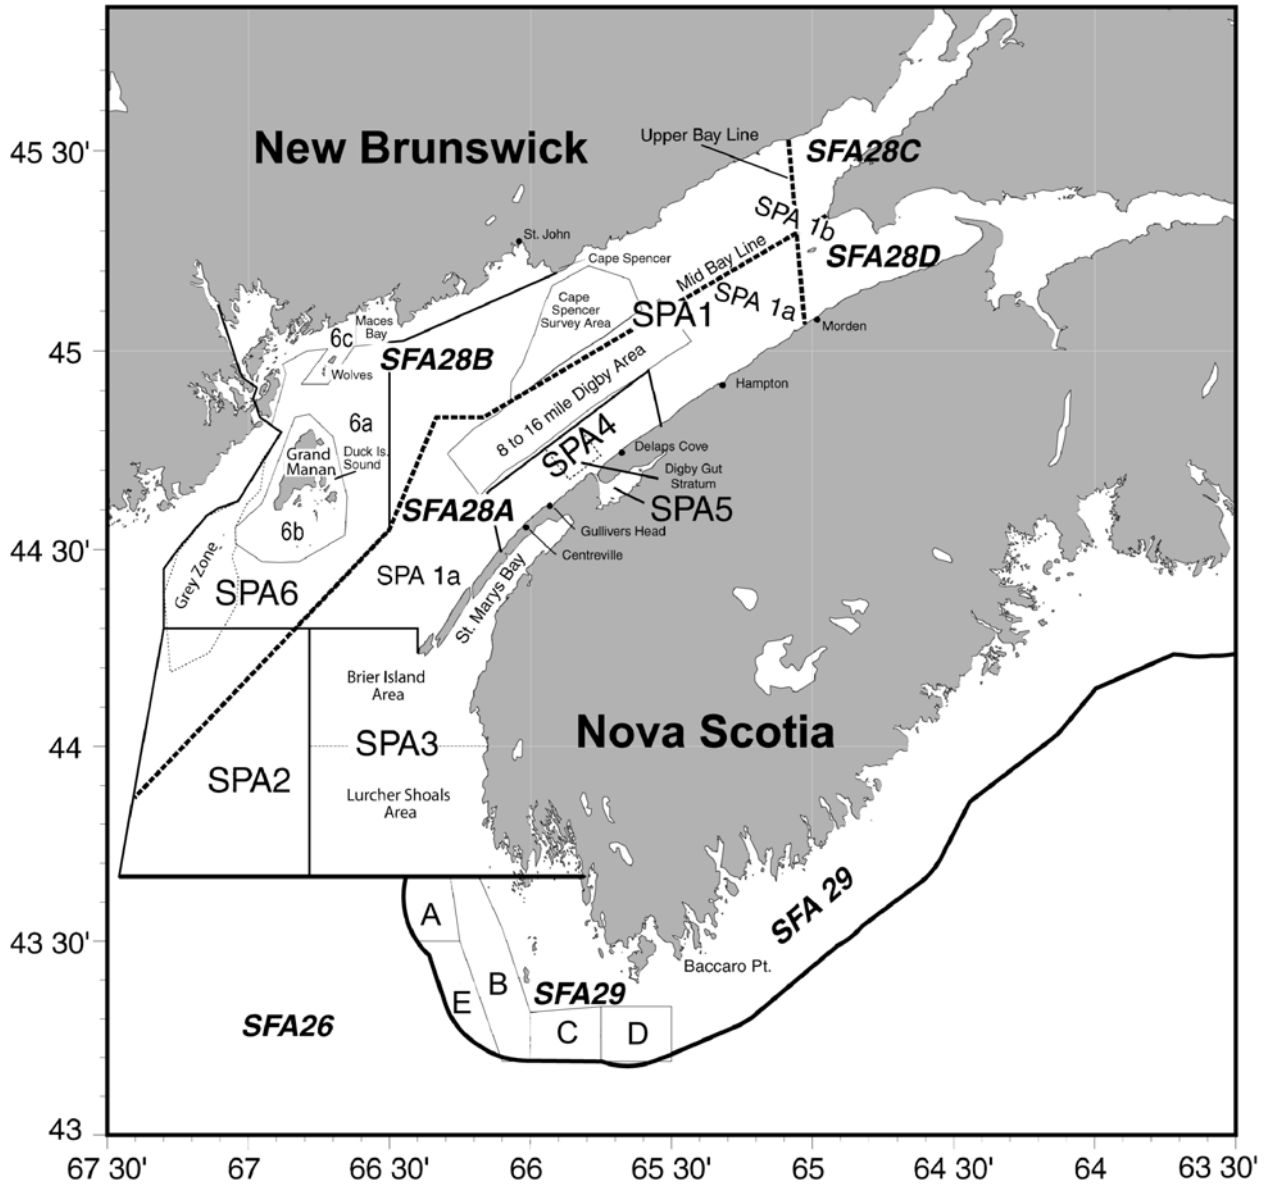 45 30'
45
44 30'
44
43 30'
43
New Brunswick
Upper Bay Line
SFA28C
SPA 1b
St. John
Mid Bay Line
SFA28D
Cape Spencer
Cape
Spencer
Survey Area
SPA 1a
SPA1
Maces
Bay
6c
Morden
SFA28B
Wolves
8 to 16 mile Digby Area
Hampton
6a
SPA4
Grand
Manan
Duck Is.
Sound
Delaps Cove
Digby Gut
Stratum
SFA28A
SPA5
6b
Gullivers Head
Centreville
Grey Zone
SPA 1a
SPA6
St. Marys Bay
Brier Island
Area
Nova Scotia
SPA3
SPA2
Lurcher Shoals
Area
A
SFA 29
Baccaro Pt.
B
E
SFA29
SFA26
C
D
67 30'
67
66 30'
66
65 30'
65
64 30'
64
63 30'